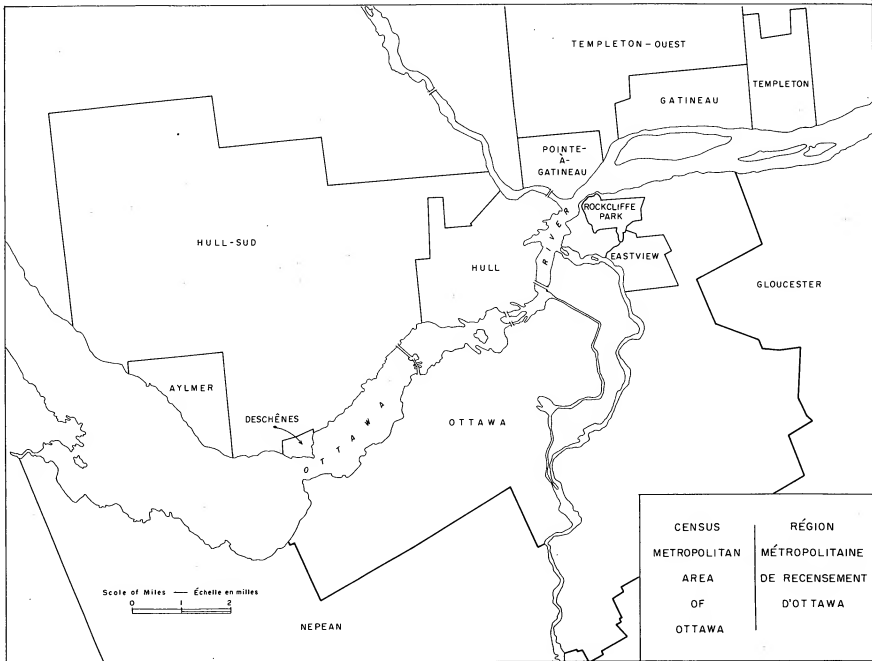 TEMPLETON-OUEST
GATINEAU
TEMPLETON
POINTE-
À-
GATINEAU
ROCKCLIFFE
PARK
EASTVIEW
HULL-SUD
HULL
RIVER
GLOUCESTER
AYLMER
DESCHÊNES
OTTAWA
OTTAWA
Scale of Miles — Échelle en milles
0 1 2
NEPEAN
CENSUS
METROPOLITAN
AREA
OF
OTTAWA
RÉGION
MÉTROPOLITAINE
DE RECENSEMENT
D'OTTAWA